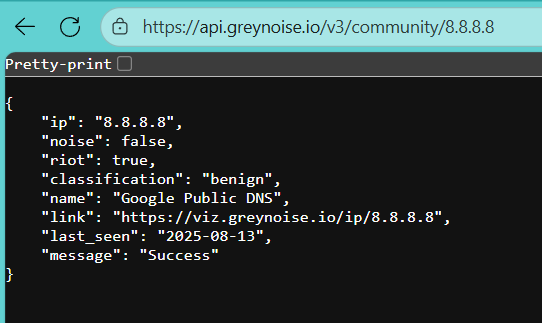 https://api.greynoise.io/v3/community/8.8.8.8
Pretty-print
{
    "ip": "8.8.8.8",
    "noise": false,
    "riot": true,
    "classification": "benign",
    "name": "Google Public DNS",
    "link": "https://viz.greynoise.io/ip/8.8.8.8",
    "last_seen": "2025-08-13",
    "message": "Success"
}